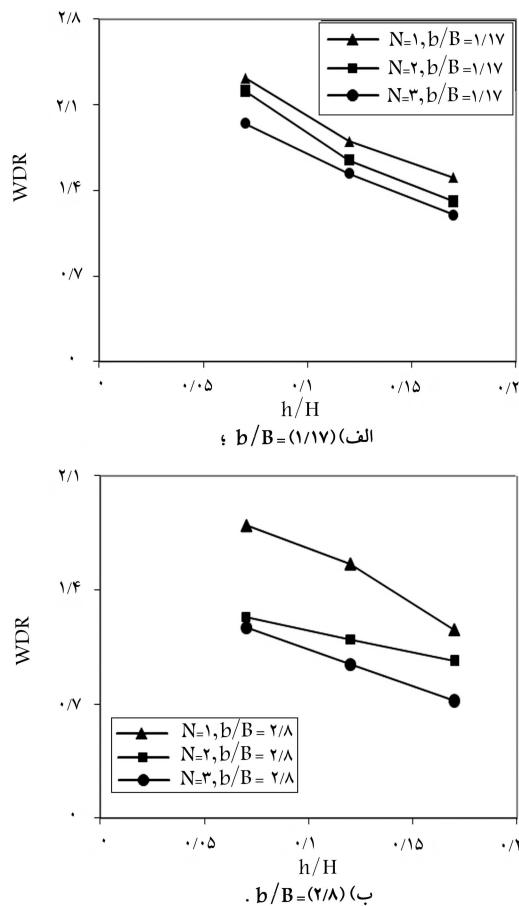 ۲/۸
N=۱,b/B=۱/۱۷
N=۲,b/B=۱/۱۷
N=۳,b/B=۱/۱۷
۲/۱
WDR
۱/۴
۰/۷
۰
۰ ۰/۰۵ ۰/۱ ۰/۱۵ ۰/۲
h/H
الف) b/B=(۱/۱۷) ؛
۲/۱
۱/۴
WDR
۰/۷
N=۱,b/B= ۲/۸
N=۲,b/B= ۲/۸
N=۳,b/B= ۲/۸
۰
۰ ۰/۰۵ ۰/۱ ۰/۱۵ ۰/۲
h/H
ب) b/B=(۲/۸) .